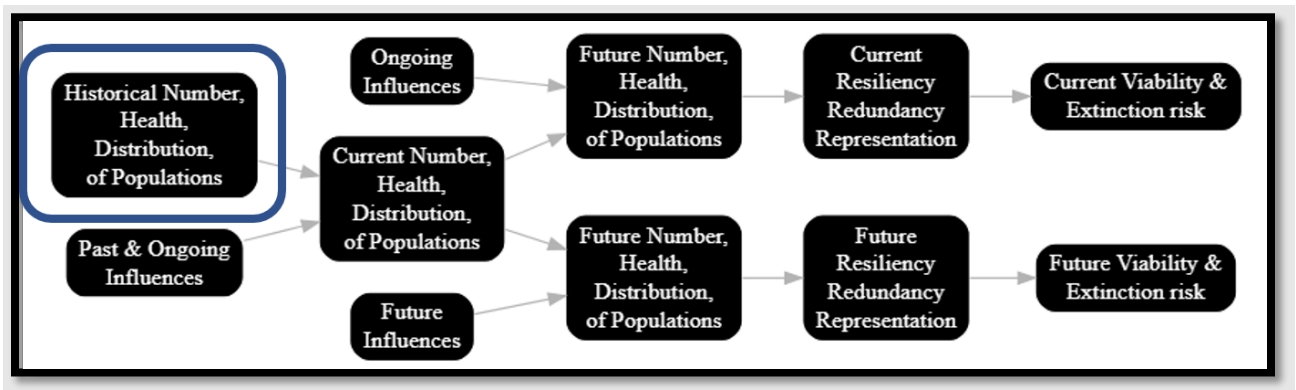 Historical Number,
Health,
Distribution,
of Populations
Past & Ongoing
Influences
Ongoing
Influences
Current Number,
Health,
Distribution,
of Populations
Future
Influences
Future Number,
Health,
Distribution,
of Populations
Future Number,
Health,
Distribution,
of Populations
Current
Resiliency
Redundancy
Representation
Future
Resiliency
Redundancy
Representation
Current Viability &
Extinction risk
Future Viability &
Extinction risk